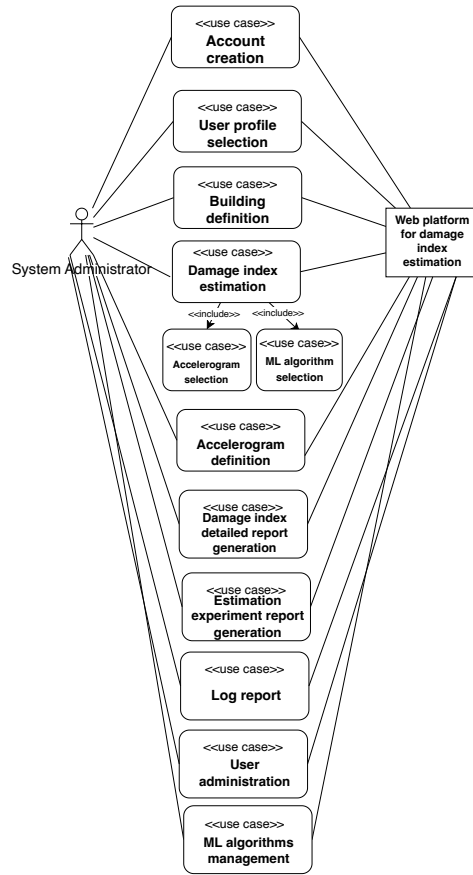 <<use case>>
Account
creation
<<use case>>
User profile
selection
<<use case>>
Building
definition
System Administrator
Web platform
for damage
index
estimation
<<use case>>
Damage index
estimation
<<include>>
<<include>>
<<use case>>
Accelerogram
selection
<<use case>>
ML algorithm
selection
<<use case>>
Accelerogram
definition
<<use case>>
Damage index
detailed report
generation
<<use case>>
Estimation
experiment report
generation
<<use case>>
Log report
<<use case>>
User
administration
<<use case>>
ML algorithms
management